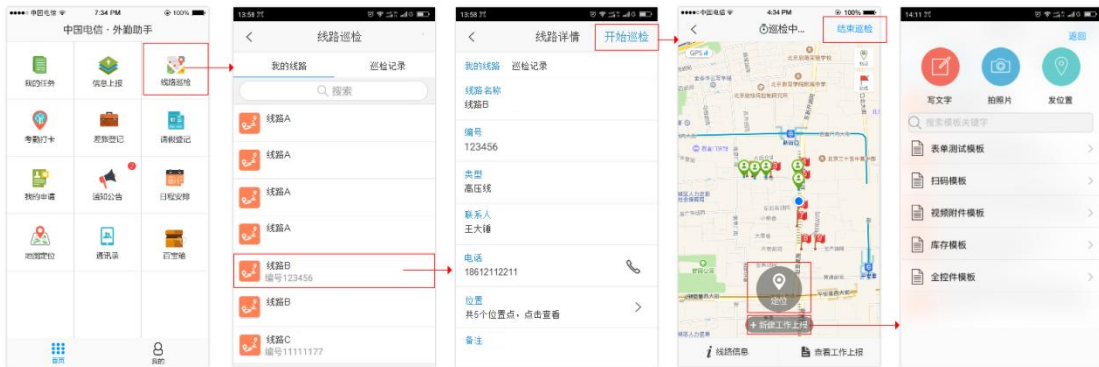 中国电信 7:34 PM 100%
中国电信 · 外勤助手
我的任务 信息上报 线路巡检
考勤打卡 差旅登记 请假登记
2
我的申请 通知公告 日程安排
地图定位 通讯录 百宝箱
首页 我的
13:58
线路巡检
我的线路 巡检记录
搜索
线路A
线路A
线路A
线路A
线路B
编号123456
线路B
线路C
编号11111177
13:58
线路详情 开始巡检
我的线路 巡检记录
线路名称
线路B
编号
123456
类型
高压线
联系人
王大锤
电话
18612112211
位置
共5个位置点，点击查看
备注
中国电信 4:34 PM 100%
巡检中... 结束巡检
GPS
定位
+ 新建工作上报
i 线路信息 查看工作上报
14:11
返回
写文字 拍照片 发位置
搜索模板关键字
表单测试模板
扫码模板
视频附件模板
库存模板
全控件模板